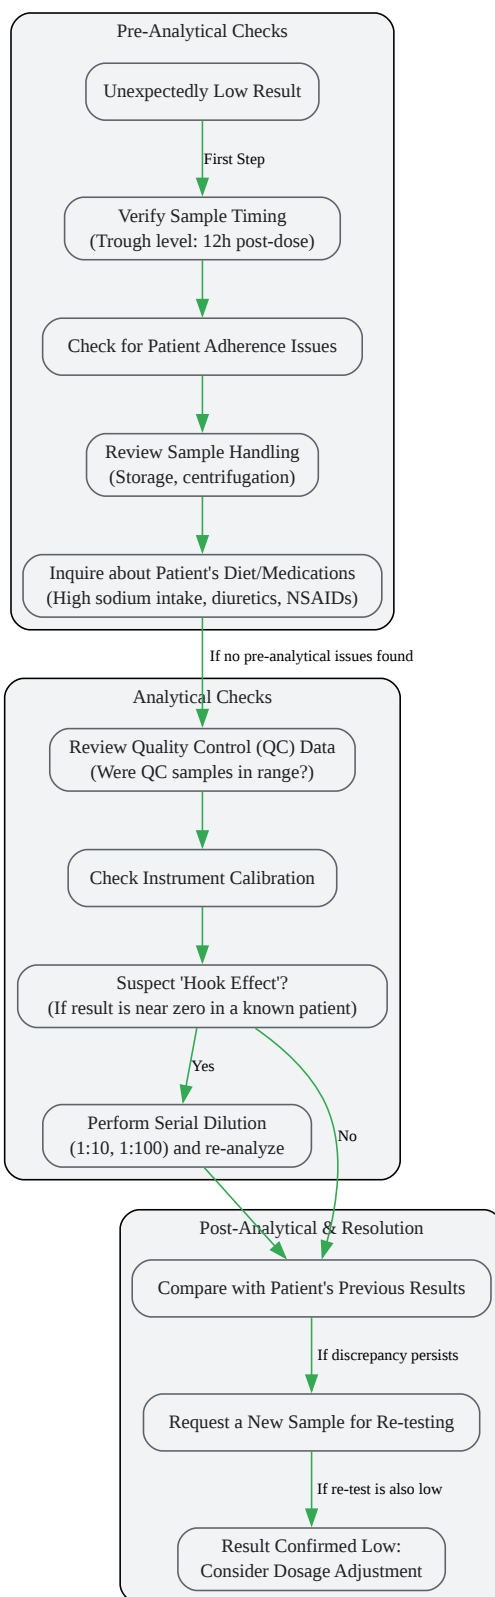 Pre-Analytical Checks
Unexpectedly Low Result
First Step
Verify Sample Timing
(Trough level: 12h post-dose)
Check for Patient Adherence Issues
Review Sample Handling
(Storage, centrifugation)
Inquire about Patient's Diet/Medications
(High sodium intake, diuretics, NSAIDs)
If no pre-analytical issues found
Analytical Checks
Review Quality Control (QC) Data
(Were QC samples in range?)
Check Instrument Calibration
Suspect 'Hook Effect'?
(If result is near zero in a known patient)
Yes
Perform Serial Dilution
(1:10, 1:100) and re-analyze
No
Post-Analytical & Resolution
Compare with Patient's Previous Results
If discrepancy persists
Request a New Sample for Re-testing
If re-test is also low
Result Confirmed Low:
Consider Dosage Adjustment